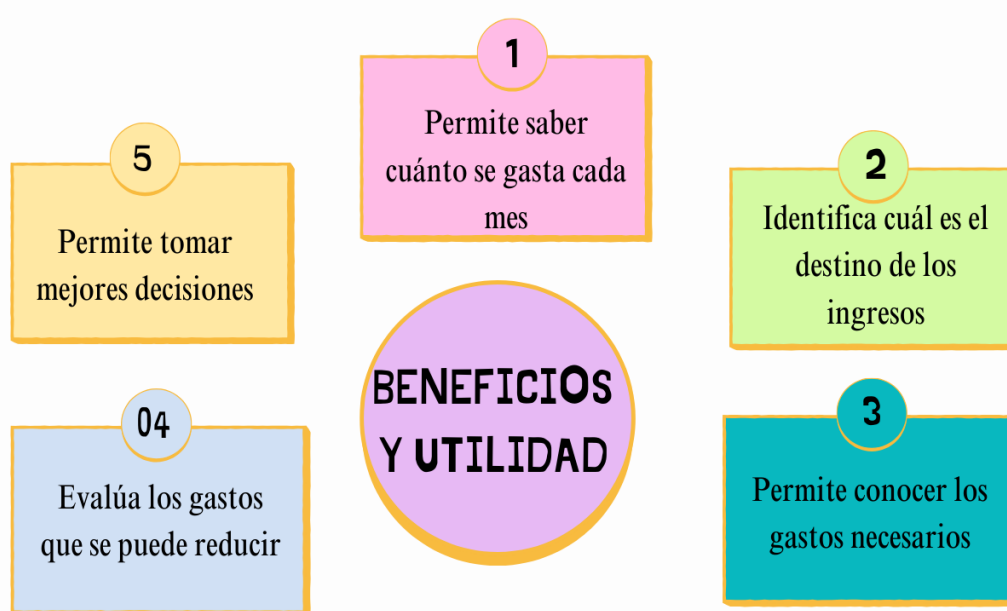 1
Permite saber
cuánto se gasta cada
mes
2
Identifica cuál es el
destino de los
ingresos
3
Permite conocer los
gastos necesarios
04
Evalúa los gastos
que se puede reducir
5
Permite tomar
mejores decisiones
BENEFICIOS
Y UTILIDAD